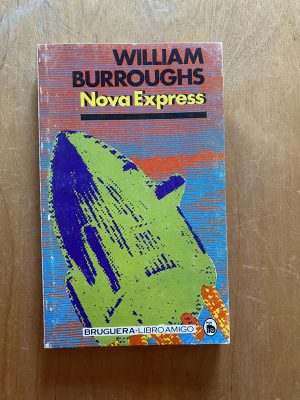 WILLIAM
BURROUGHS
Nova Express
BRUGUERA-LIBRO AMIGO